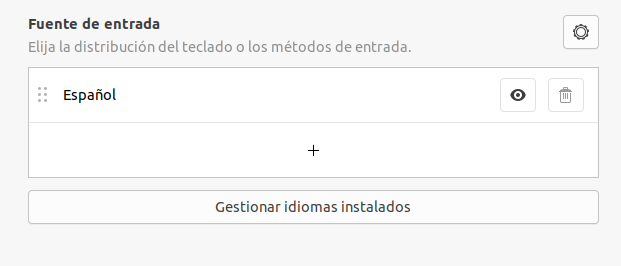 Fuente de entrada
Elija la distribución del teclado o los métodos de entrada.
Español
Gestionar idiomas instalados